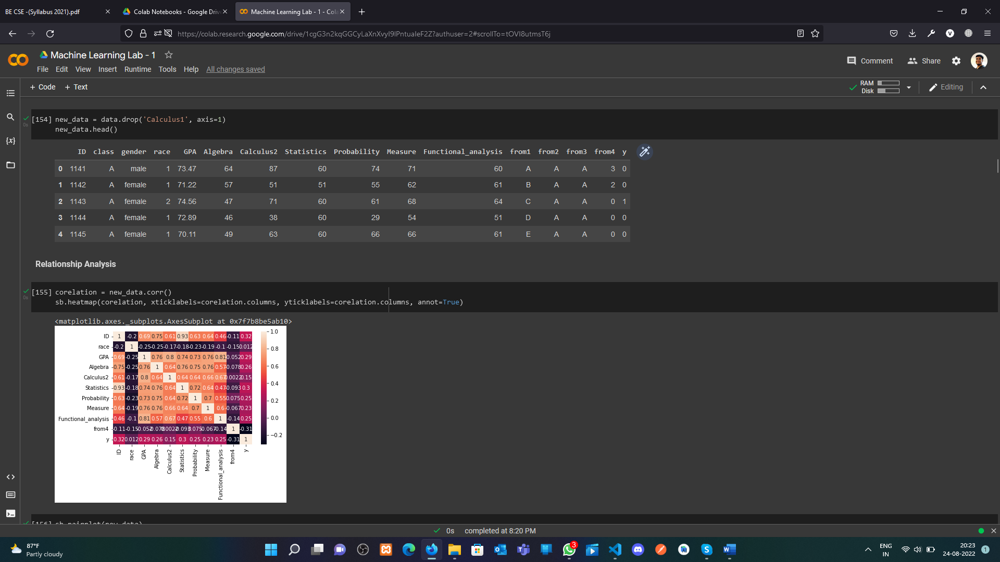 BE CSE -(Syllabus 2021).pdf
Colab Notebooks - Google Drive
Machine Learning Lab - 1 - Cola
https://colab.research.google.com/drive/1cgG3n2kqGGCyLaXnXvyI9lPntuaIeF2Z?authuser=2#scrollTo=tOVI8utmsT6j
Machine Learning Lab - 1
File Edit View Insert Runtime Tools Help All changes saved
Comment Share
+ Code + Text
RAM
Disk
Editing
[154] new_data = data.drop('Calculus1', axis=1)
new_data.head()
0s
ID class gender race GPA Algebra Calculus2 Statistics Probability Measure Functional_analysis from1 from2 from3 from4 y
0 1141 A male 1 73.47 64 87 60 74 71 60 A A A 3 0
1 1142 A female 1 71.22 57 51 51 55 62 61 B A A 2 0
2 1143 A female 2 74.56 47 71 60 61 68 64 C A A 0 1
3 1144 A female 1 72.89 46 38 60 29 54 51 D A A 0 0
4 1145 A female 1 70.11 49 63 60 66 66 61 E A A 0 0
Relationship Analysis
[155] corelation = new_data.corr()
0s
sb.heatmap(corelation, xticklabels=corelation.columns, yticklabels=corelation.columns, annot=True)
<matplotlib.axes._subplots.AxesSubplot at 0x7f7b8be5ab10>
ID 1 -0.2 0.69 0.75 0.61 0.93 0.63 0.64 0.46 -0.11 0.32
race -0.2 1 -0.25 -0.25 -0.17 -0.18 -0.23 -0.19 -0.1 -0.15 0.012
GPA 0.69 -0.25 1 0.76 0.8 0.74 0.73 0.76 0.81 -0.052 0.29
Algebra 0.75 -0.25 0.76 1 0.64 0.76 0.75 0.76 0.57 -0.078 0.26
Calculus2 0.61 -0.17 0.8 0.64 1 0.64 0.64 0.66 0.67 0.0022 0.15
Statistics 0.93 -0.18 0.74 0.76 0.64 1 0.72 0.64 0.47 -0.093 0.3
Probability 0.63 -0.23 0.73 0.75 0.64 0.72 1 0.7 0.55 0.075 0.25
Measure 0.64 -0.19 0.76 0.76 0.66 0.64 0.7 1 0.6 -0.067 0.23
Functional_analysis 0.46 -0.1 0.81 0.57 0.67 0.47 0.55 0.6 1 -0.14 0.25
from4 -0.11 -0.15 -0.052 -0.078 0.0022 -0.093 0.075 -0.067 -0.14 1 -0.31
y 0.32 0.012 0.29 0.26 0.15 0.3 0.25 0.23 0.25 -0.31 1
ID race GPA Algebra Calculus2 Statistics Probability Measure Functional_analysis from4 y
1.0
0.8
0.6
0.4
0.2
0.0
−0.2
[156] sb.pairplot(new_data)
0s completed at 8:20 PM
87°F
Partly cloudy
3
ENG
IN
20:23
24-08-2022
1